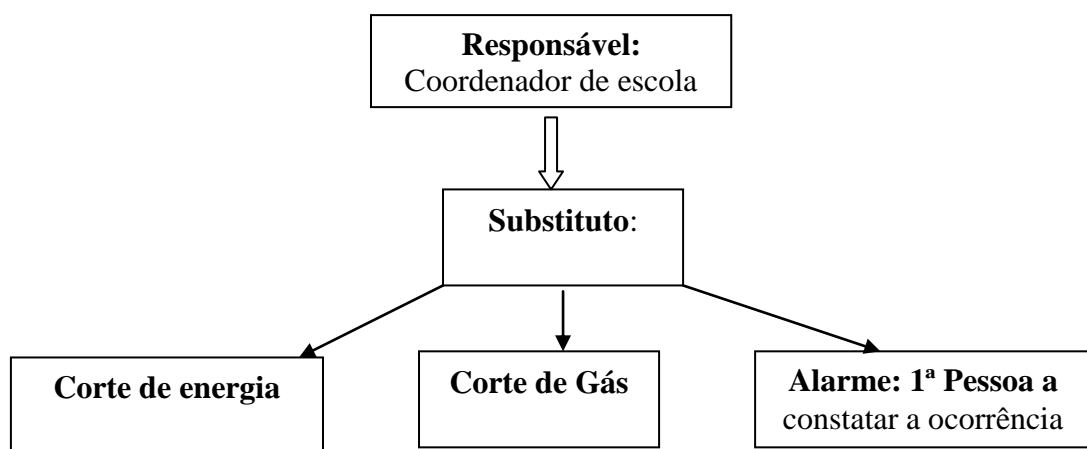 Responsável:
Coordenador de escola
Substituto:
Corte de energia
Corte de Gás
Alarme: 1ª Pessoa a
constatar a ocorrência